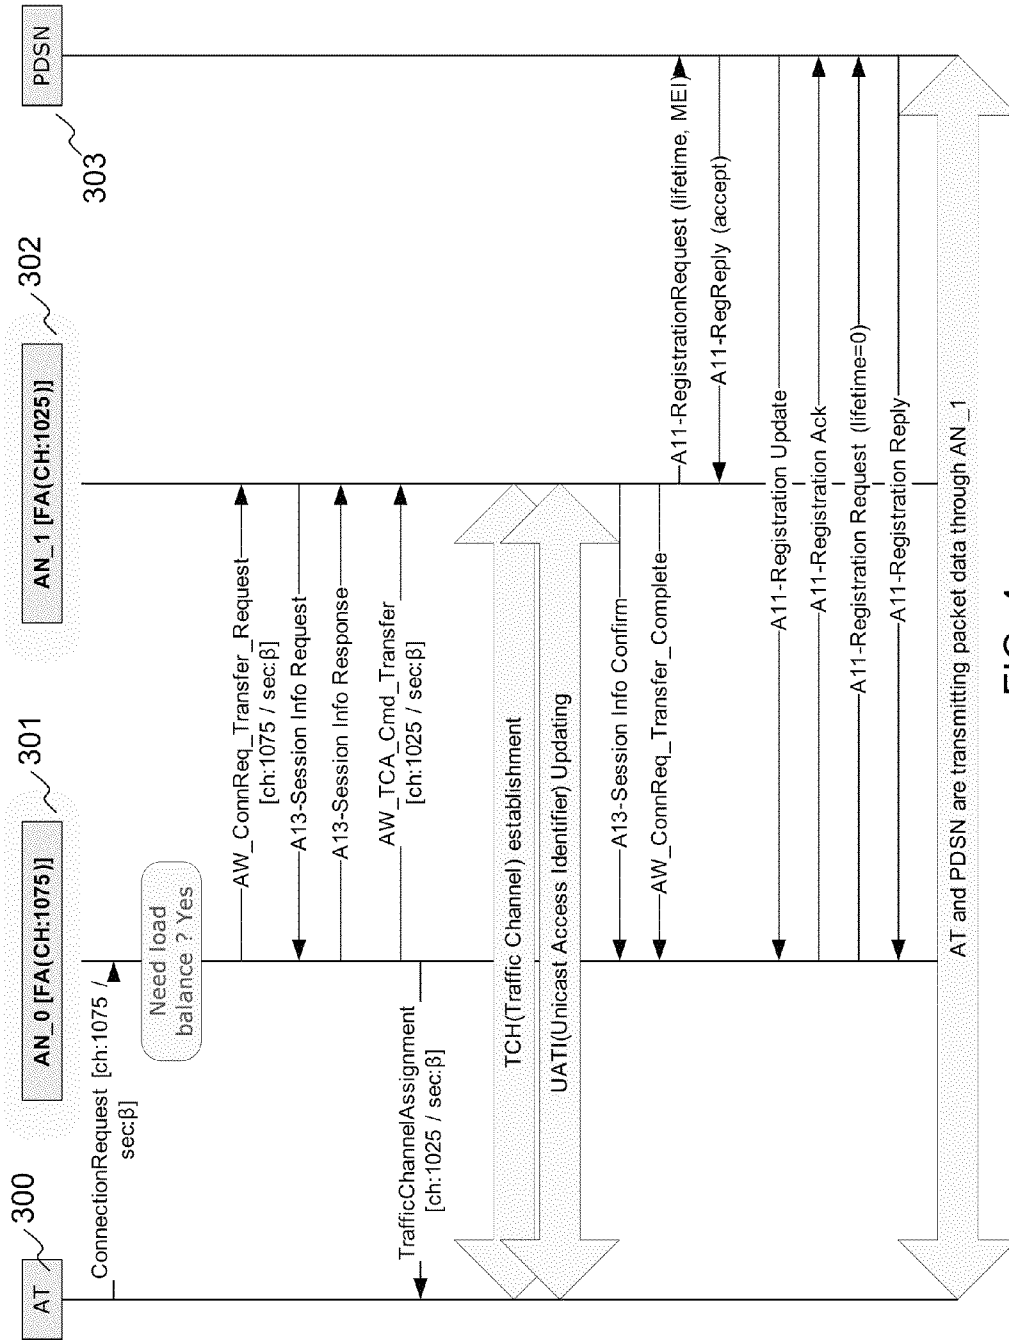 AT
300
AN_0 [FA(CH:1075)]
301
AN_1 [FA(CH:1025)]
302
PDSN
303
ConnectionRequest [ch:1075 /
sec:β]
Need load
balance ? Yes
AW_ConnReq_Transfer_Request
[ch:1075 / sec:β]
A13-Session Info Request
A13-Session Info Response
AW_TCA_Cmd_Transfer
[ch:1025 / sec:β]
TrafficChannelAssignment
[ch:1025 / sec:β]
TCH(Traffic Channel) establishment
UATI(Unicast Access Identifier) Updating
A13-Session Info Confirm
AW_ConnReq_Transfer_Complete
A11-RegistrationRequest (lifetime, MEI)
A11-RegReply (accept)
A11-Registration Update
A11-Registration Ack
A11-Registration Request (lifetime=0)
A11-Registration Reply
AT and PDSN are transmitting packet data through AN_1